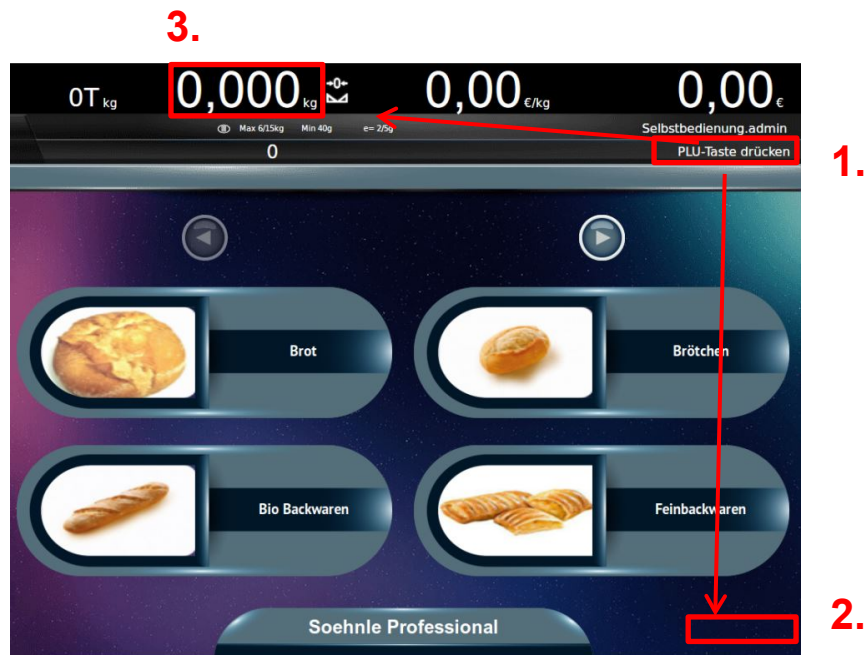 3.
0T kg 0,000 kg →0← 0,00 €/kg 0,00 €
Max 6/15kg Min 40g e= 2/5g Selbstbedienung.admin
0 PLU-Taste drücken
1.
Brot Brötchen
Bio Backwaren Feinbackwaren
Soehnle Professional
2.